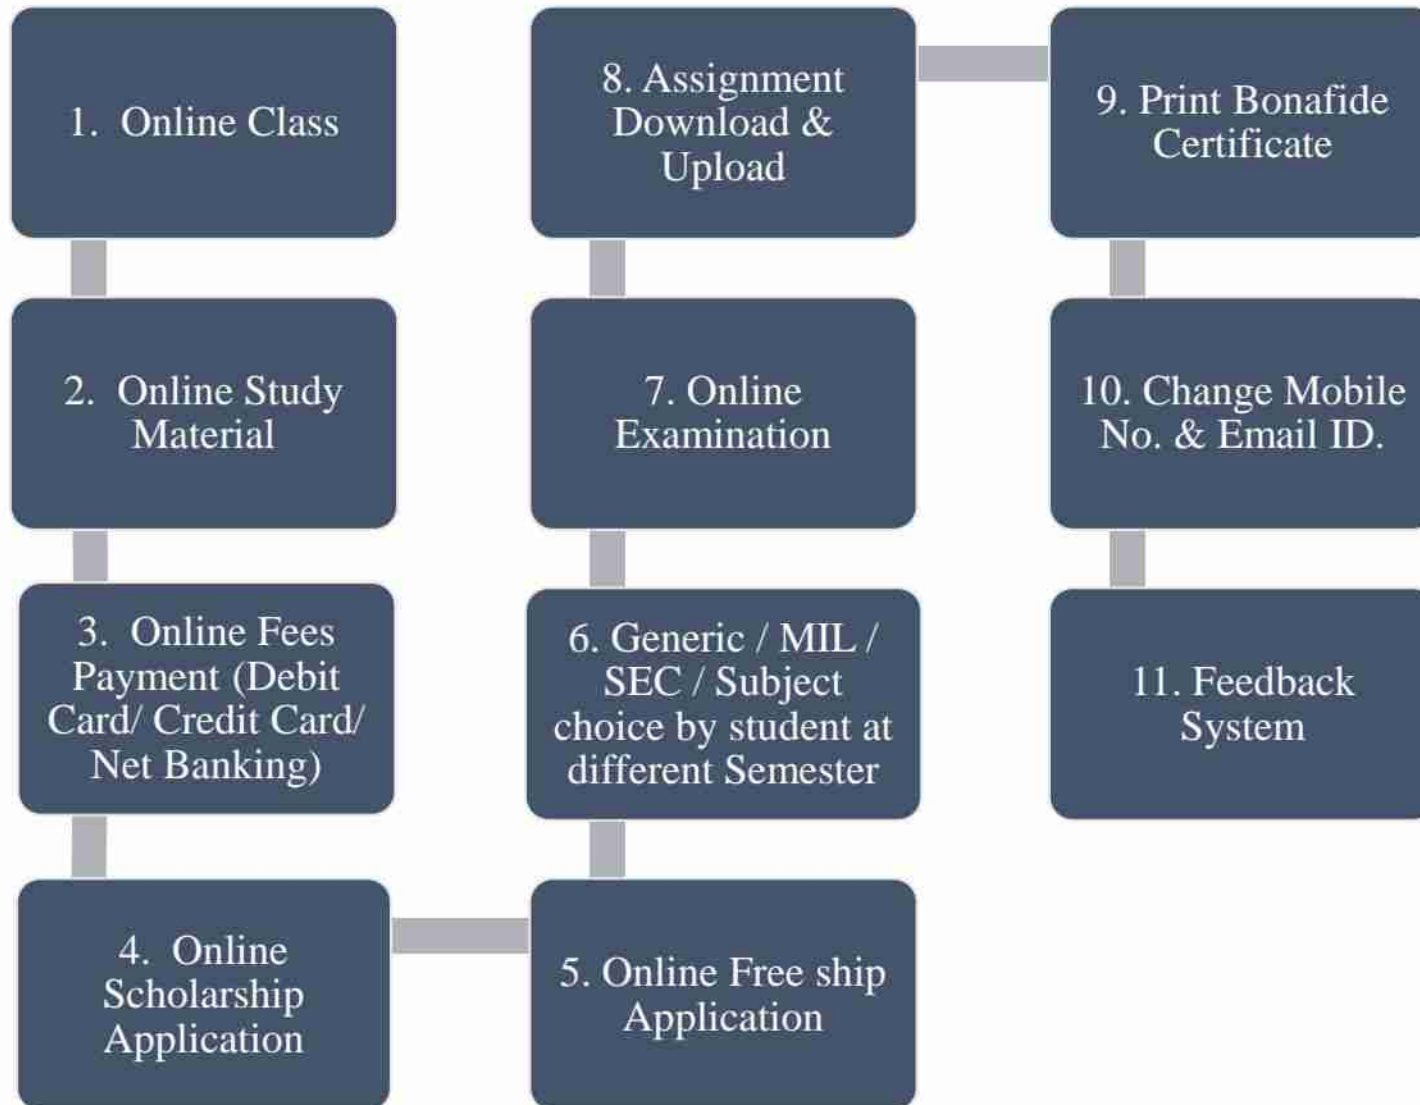 1. Online Class
2. Online Study
Material
3. Online Fees
Payment (Debit
Card/ Credit Card/
Net Banking)
4. Online
Scholarship
Application
5. Online Free ship
Application
6. Generic / MIL /
SEC / Subject
choice by student at
different Semester
7. Online
Examination
8. Assignment
Download &
Upload
9. Print Bonafide
Certificate
10. Change Mobile
No. & Email ID.
11. Feedback
System